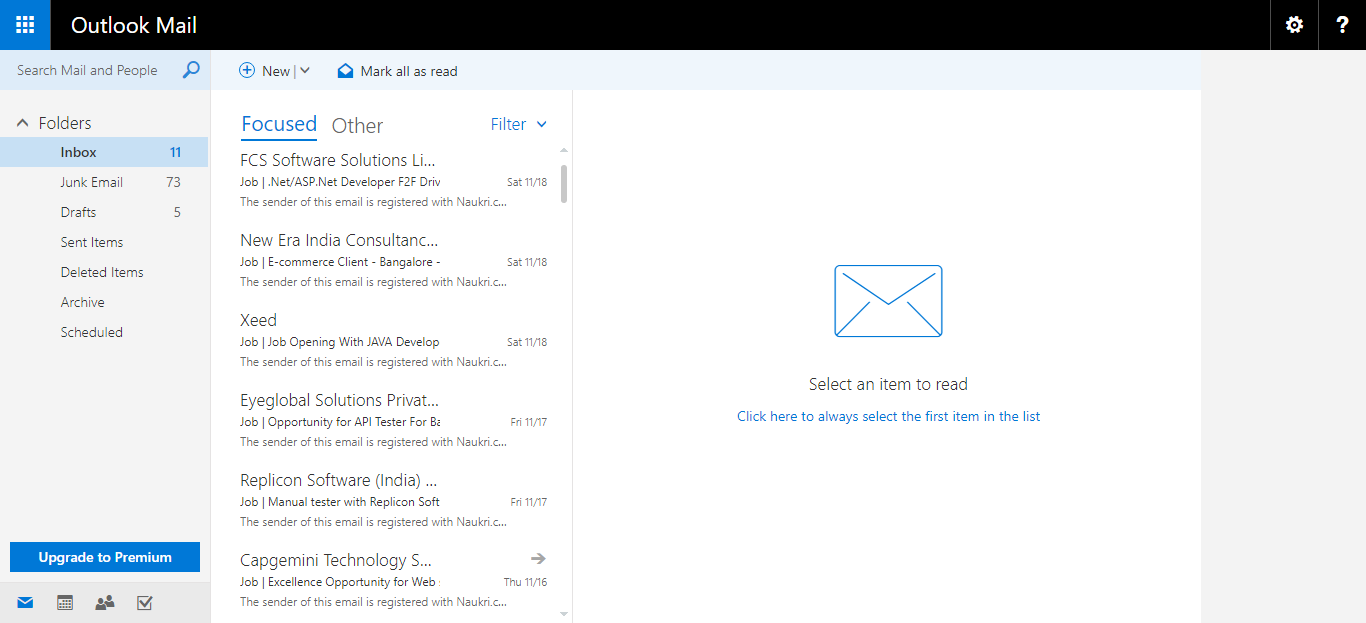 Outlook Mail
?
Search Mail and People
New | Mark all as read
Folders
Inbox 11
Junk Email 73
Drafts 5
Sent Items
Deleted Items
Archive
Scheduled
Upgrade to Premium
Focused Other Filter
FCS Software Solutions Li...
Job | .Net/ASP.Net Developer F2F Driv Sat 11/18
The sender of this email is registered with Naukri.c...
New Era India Consultanc...
Job | E-commerce Client - Bangalore - Sat 11/18
The sender of this email is registered with Naukri.c...
Xeed
Job | Job Opening With JAVA Develop Sat 11/18
The sender of this email is registered with Naukri.c...
Eyeglobal Solutions Privat...
Job | Opportunity for API Tester For Ba Fri 11/17
The sender of this email is registered with Naukri.c...
Replicon Software (India) ...
Job | Manual tester with Replicon Soft Fri 11/17
The sender of this email is registered with Naukri.c...
Capgemini Technology S...
Job | Excellence Opportunity for Web Thu 11/16
The sender of this email is registered with Naukri.c...
Select an item to read
Click here to always select the first item in the list